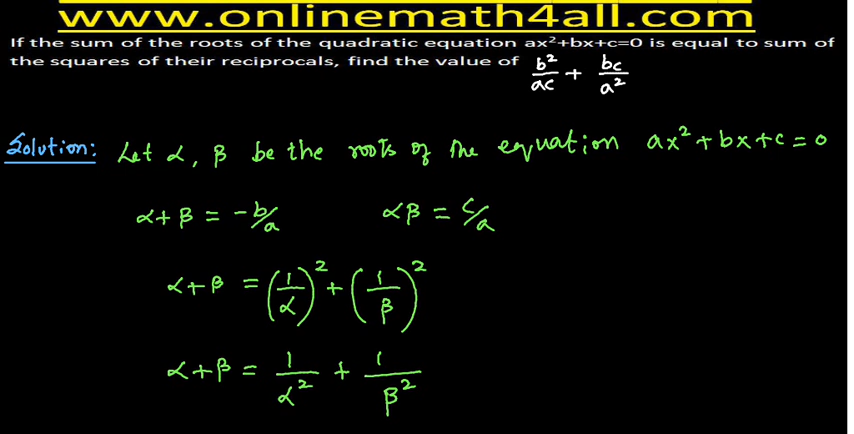 www.onlinemath4all.com
If the sum of the roots of the quadratic equation ax²+bx+c=0 is equal to sum of
the squares of their reciprocals, find the value of b²/ac + bc/a²
Solution: Let α, β be the roots of the equation ax² + bx + c = 0
α + β = -b/a αβ = c/a
α + β = (1/α)² + (1/β)²
α + β = 1/α² + 1/β²